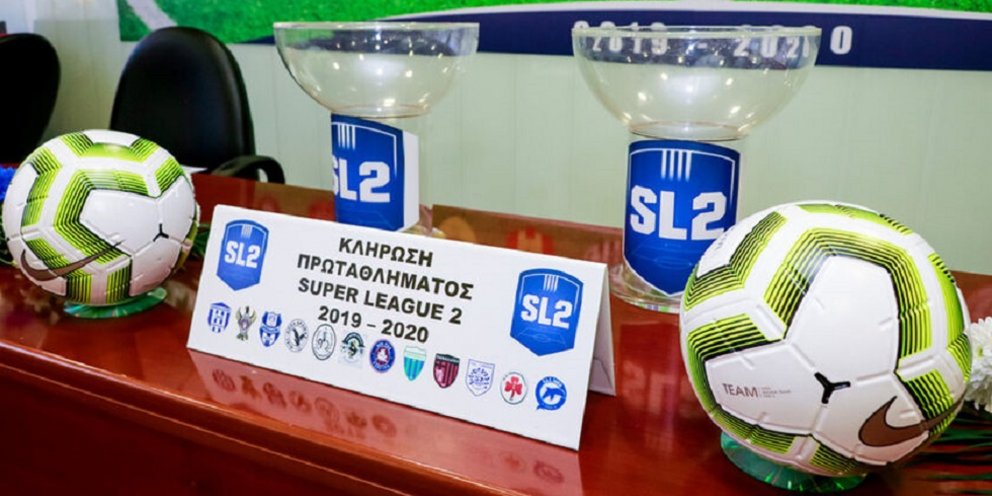 2019 - 2020
SL2
SL2
SL2
ΚΛΗΡΩΣΗ
ΠΡΩΤΑΘΛΗΜΑΤΟΣ
SUPER LEAGUE 2
2019 – 2020
SL2
TEAM